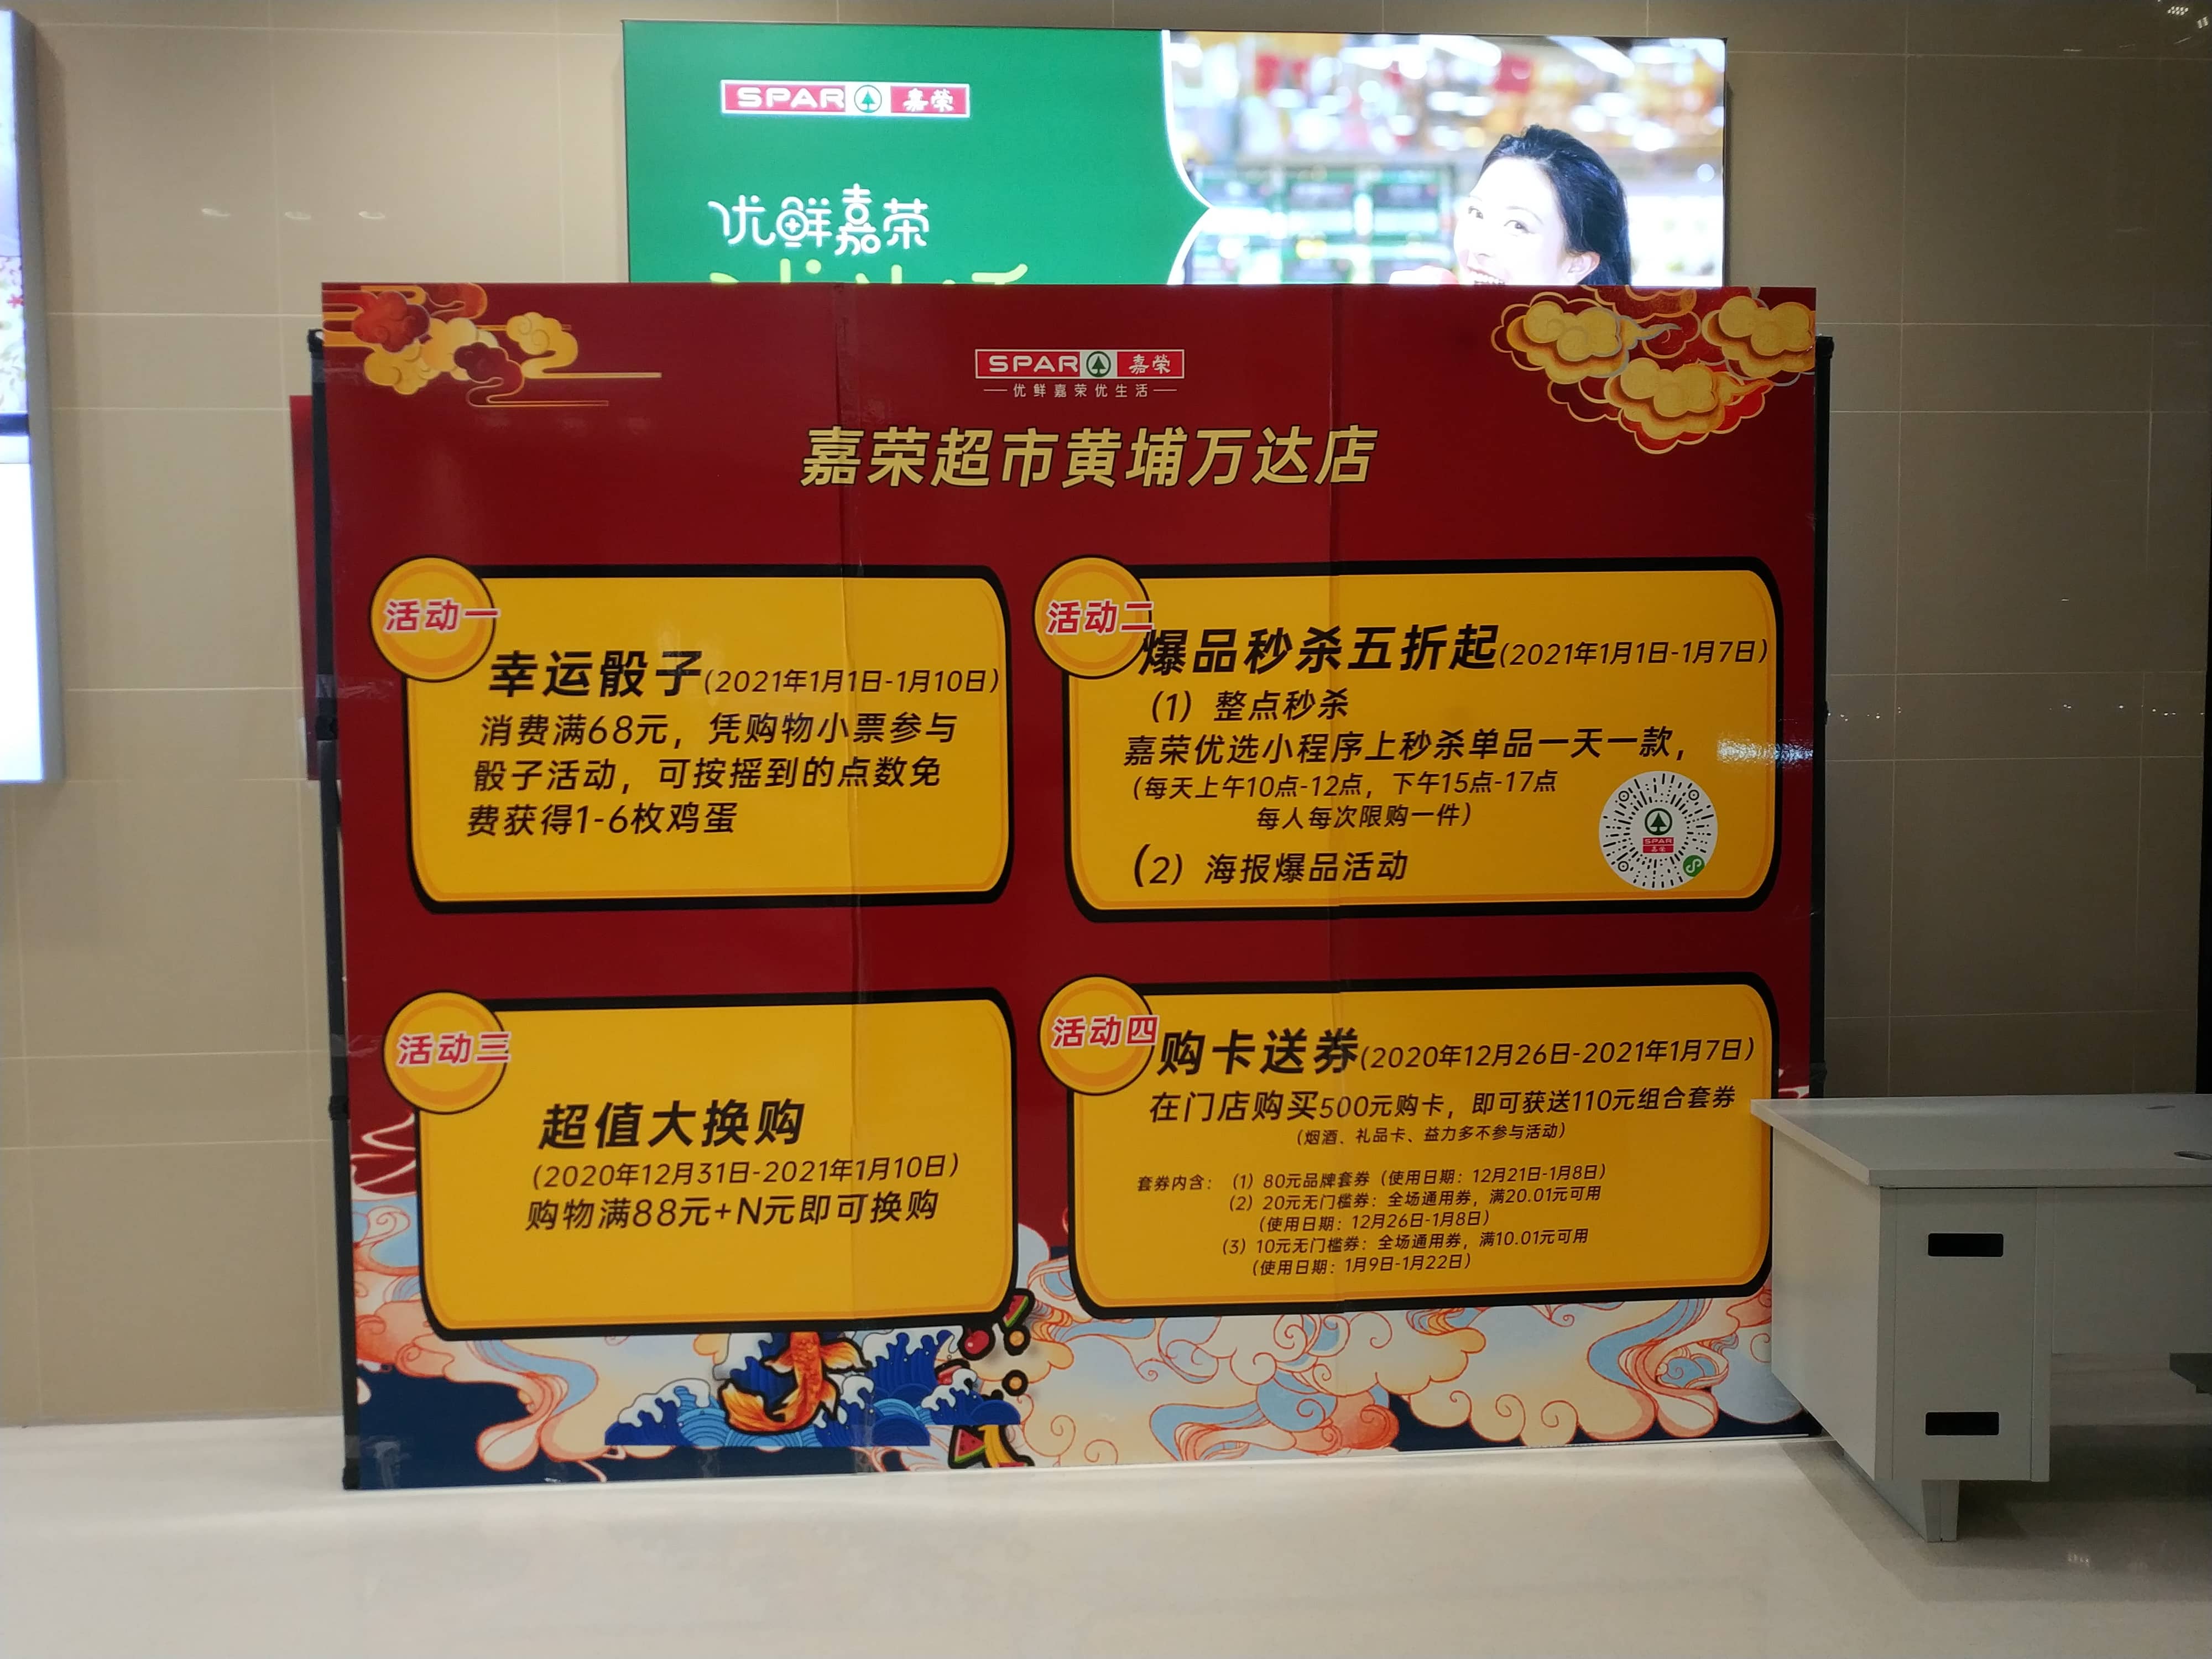 SPAR 嘉荣
优鲜嘉荣
SPAR 嘉荣
优鲜嘉荣优生活
嘉荣超市黄埔万达店
活动一
幸运骰子(2021年1月1日-1月10日)
消费满68元，凭购物小票参与
骰子活动，可按摇到的点数免
费获得1-6枚鸡蛋
活动二
爆品秒杀五折起(2021年1月1日-1月7日)
(1) 整点秒杀
嘉荣优选小程序上秒杀单品一天一款，
(每天上午10点-12点，下午15点-17点
每人每次限购一件)
(2) 海报爆品活动
SPAR
嘉荣
活动三
超值大换购
(2020年12月31日-2021年1月10日)
购物满88元+N元即可换购
活动四
购卡送券(2020年12月26日-2021年1月7日)
在门店购买500元购卡，即可获送110元组合套券
(烟酒、礼品卡、益力多不参与活动)
套券内含：(1) 80元品牌套券（使用日期：12月21日-1月8日）
(2) 20元无门槛券：全场通用券，满20.01元可用
(使用日期：12月26日-1月8日)
(3) 10元无门槛券：全场通用券，满10.01元可用
(使用日期：1月9日-1月22日)